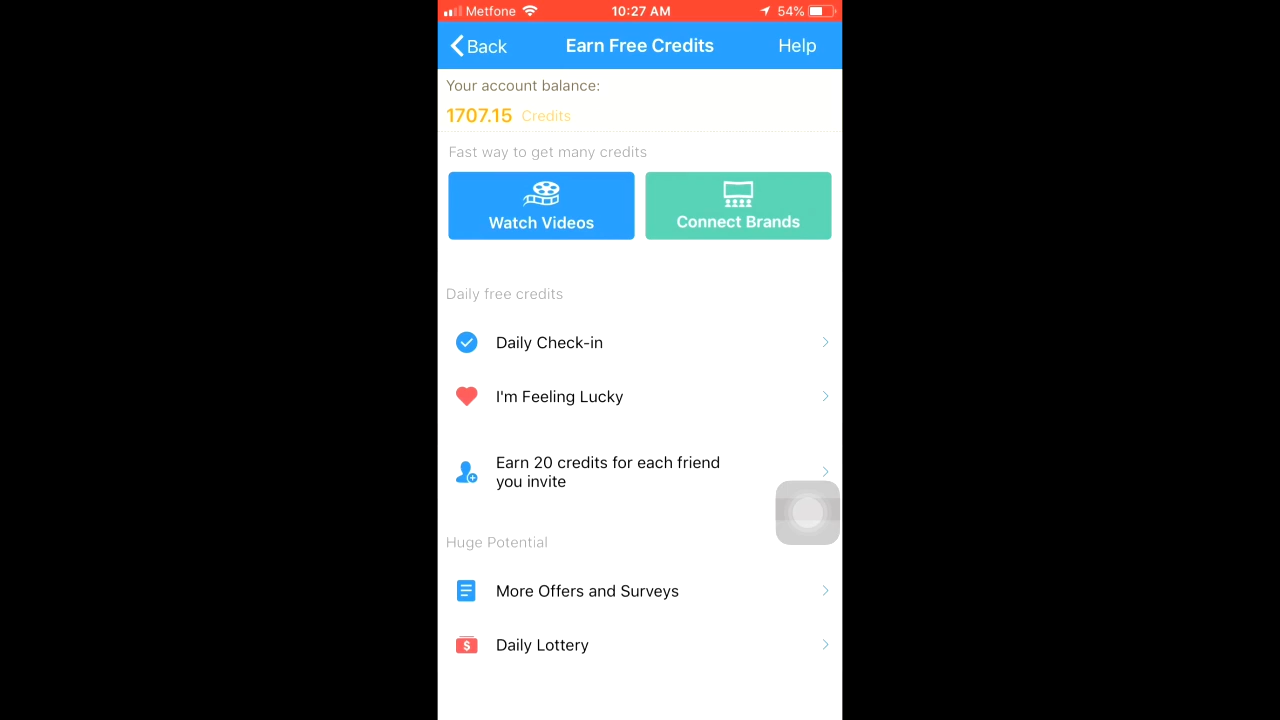 Metfone 10:27 AM 54%
Back Earn Free Credits Help
Your account balance:
1707.15 Credits
Fast way to get many credits
Watch Videos Connect Brands
Daily free credits
Daily Check-in
I'm Feeling Lucky
Earn 20 credits for each friend
you invite
Huge Potential
More Offers and Surveys
$ Daily Lottery